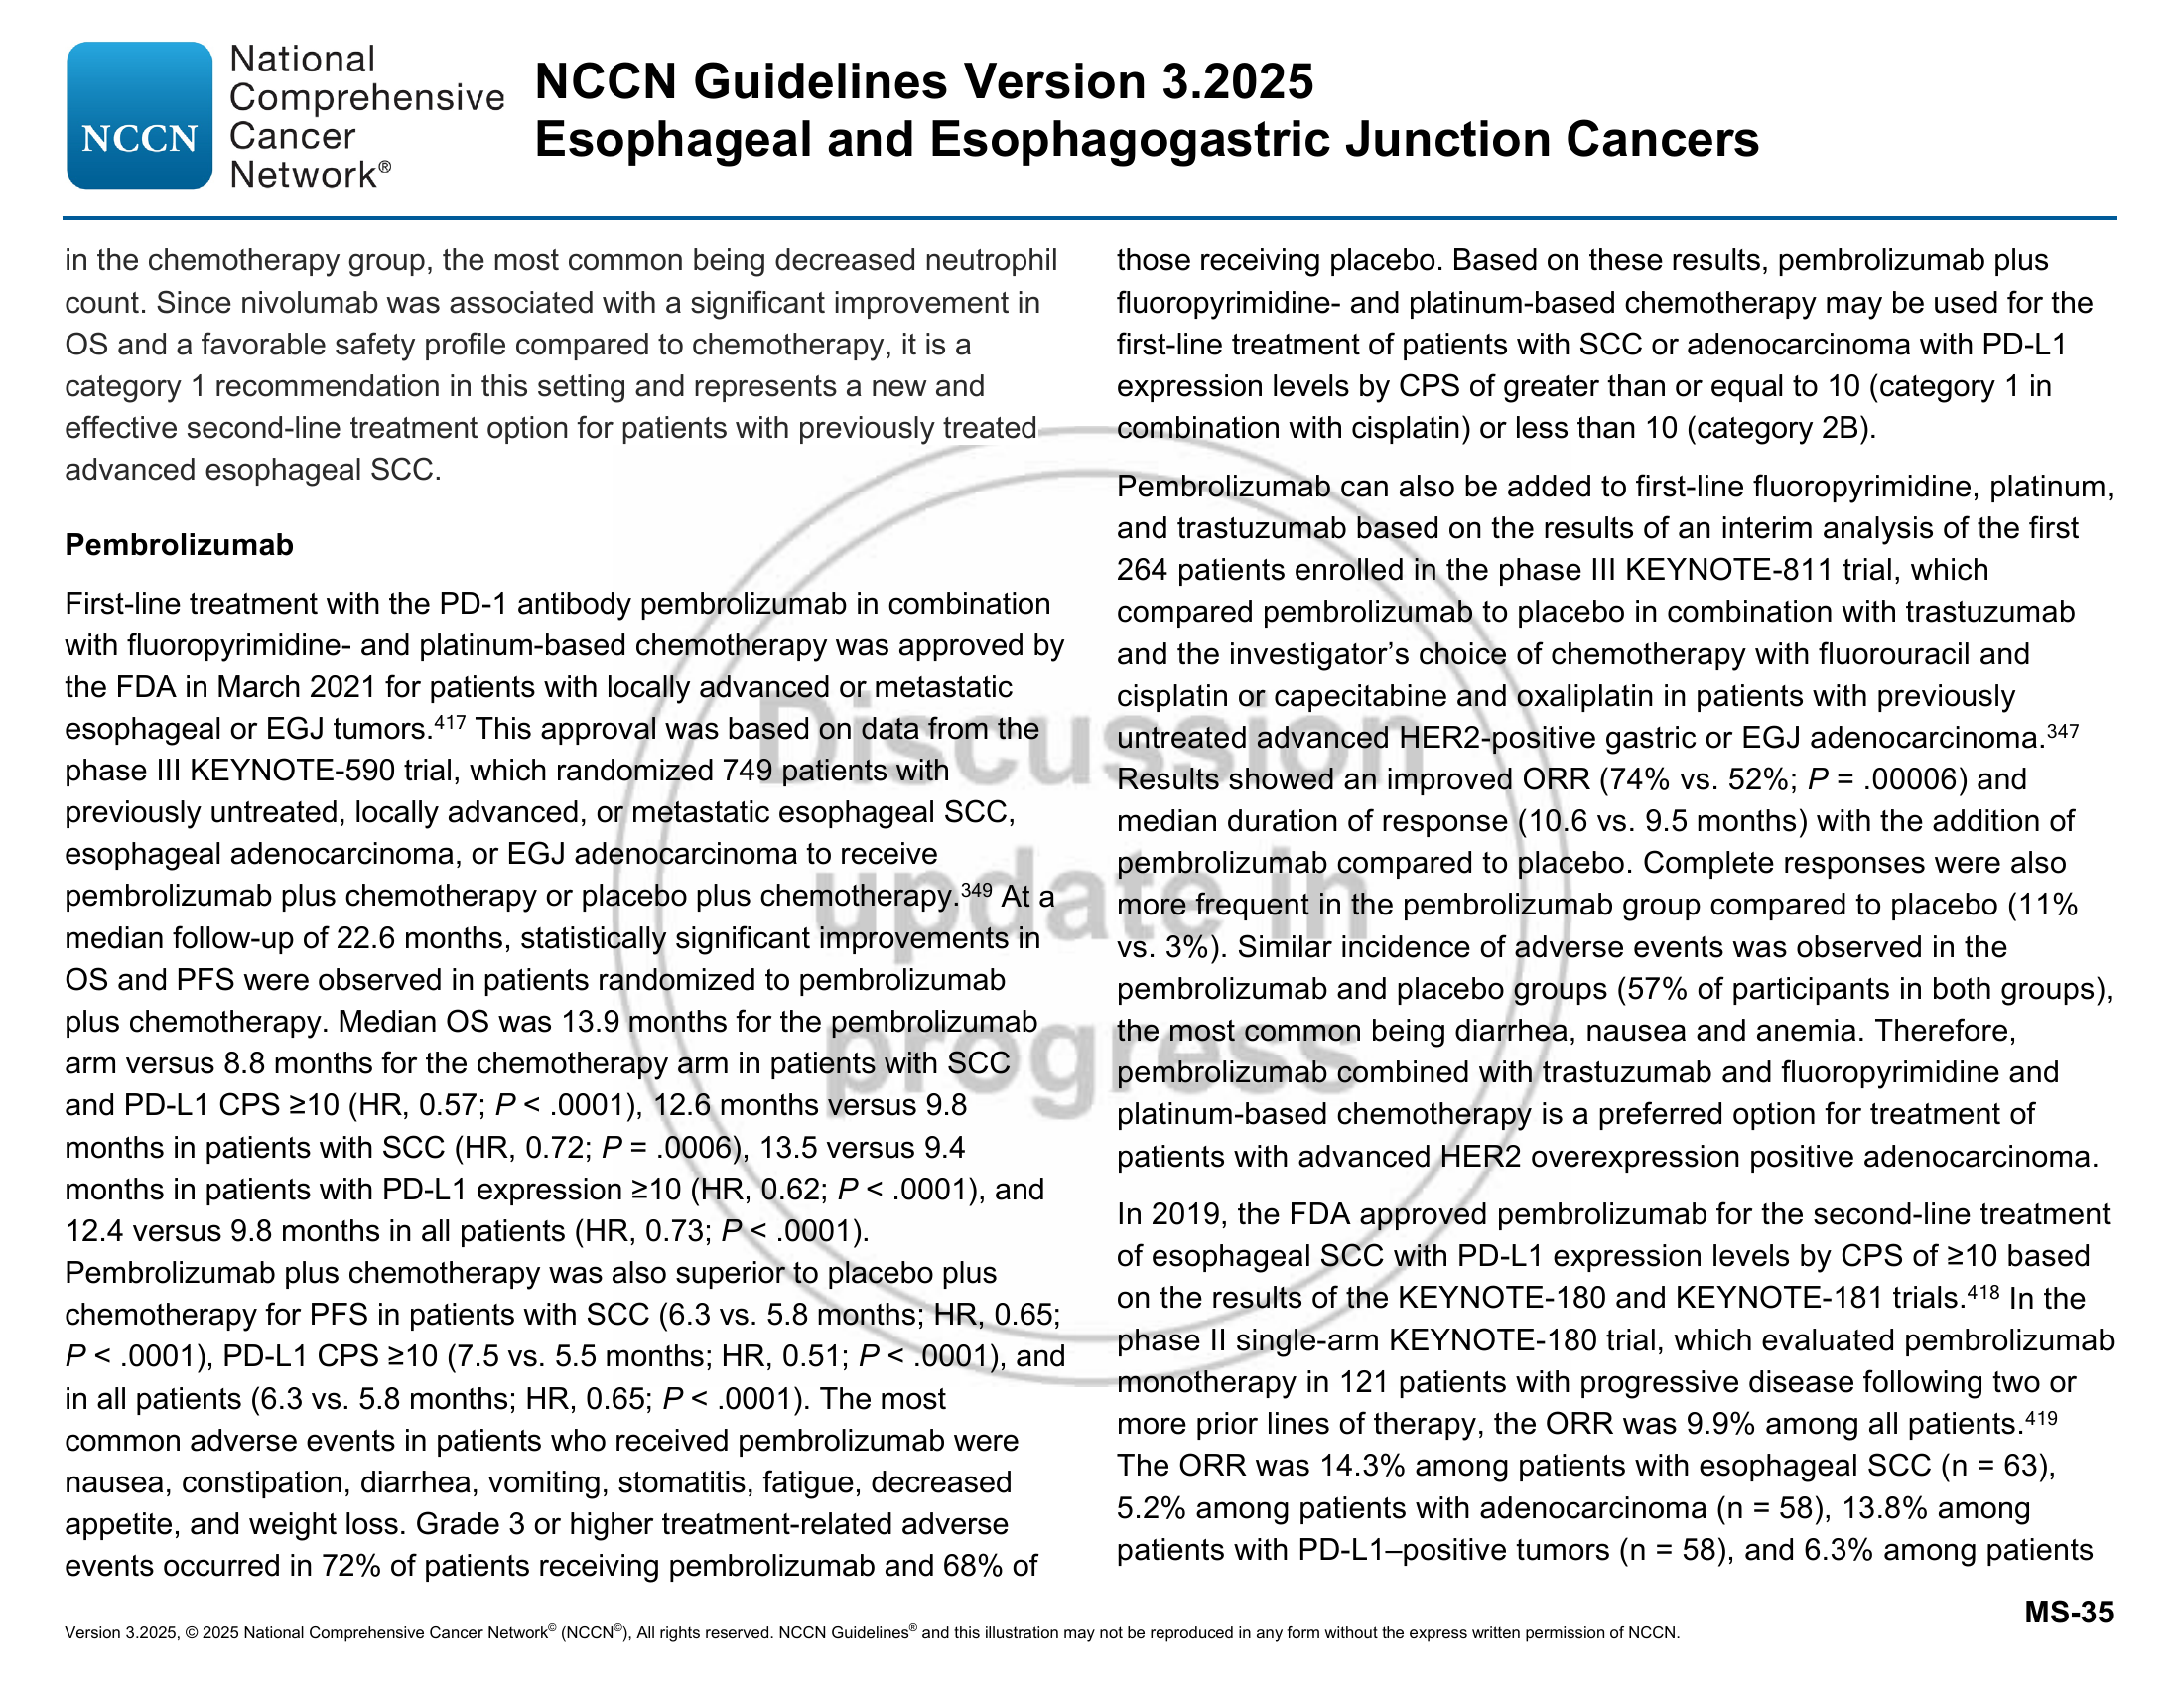 NCCN
National
Comprehensive
Cancer
Network®
NCCN Guidelines Version 3.2025
Esophageal and Esophagogastric Junction Cancers
in the chemotherapy group, the most common being decreased neutrophil
count. Since nivolumab was associated with a significant improvement in
OS and a favorable safety profile compared to chemotherapy, it is a
category 1 recommendation in this setting and represents a new and
effective second-line treatment option for patients with previously treated
advanced esophageal SCC.
Pembrolizumab
First-line treatment with the PD-1 antibody pembrolizumab in combination
with fluoropyrimidine- and platinum-based chemotherapy was approved by
the FDA in March 2021 for patients with locally advanced or metastatic
esophageal or EGJ tumors.417 This approval was based on data from the
phase III KEYNOTE-590 trial, which randomized 749 patients with
previously untreated, locally advanced, or metastatic esophageal SCC,
esophageal adenocarcinoma, or EGJ adenocarcinoma to receive
pembrolizumab plus chemotherapy or placebo plus chemotherapy.349 At a
median follow-up of 22.6 months, statistically significant improvements in
OS and PFS were observed in patients randomized to pembrolizumab
plus chemotherapy. Median OS was 13.9 months for the pembrolizumab
arm versus 8.8 months for the chemotherapy arm in patients with SCC
and PD-L1 CPS ≥10 (HR, 0.57; P < .0001), 12.6 months versus 9.8
months in patients with SCC (HR, 0.72; P = .0006), 13.5 versus 9.4
months in patients with PD-L1 expression ≥10 (HR, 0.62; P < .0001), and
12.4 versus 9.8 months in all patients (HR, 0.73; P < .0001).
Pembrolizumab plus chemotherapy was also superior to placebo plus
chemotherapy for PFS in patients with SCC (6.3 vs. 5.8 months; HR, 0.65;
P < .0001), PD-L1 CPS ≥10 (7.5 vs. 5.5 months; HR, 0.51; P < .0001), and
in all patients (6.3 vs. 5.8 months; HR, 0.65; P < .0001). The most
common adverse events in patients who received pembrolizumab were
nausea, constipation, diarrhea, vomiting, stomatitis, fatigue, decreased
appetite, and weight loss. Grade 3 or higher treatment-related adverse
events occurred in 72% of patients receiving pembrolizumab and 68% of
those receiving placebo. Based on these results, pembrolizumab plus
fluoropyrimidine- and platinum-based chemotherapy may be used for the
first-line treatment of patients with SCC or adenocarcinoma with PD-L1
expression levels by CPS of greater than or equal to 10 (category 1 in
combination with cisplatin) or less than 10 (category 2B).
Pembrolizumab can also be added to first-line fluoropyrimidine, platinum,
and trastuzumab based on the results of an interim analysis of the first
264 patients enrolled in the phase III KEYNOTE-811 trial, which
compared pembrolizumab to placebo in combination with trastuzumab
and the investigator’s choice of chemotherapy with fluorouracil and
cisplatin or capecitabine and oxaliplatin in patients with previously
untreated advanced HER2-positive gastric or EGJ adenocarcinoma.347
Results showed an improved ORR (74% vs. 52%; P = .00006) and
median duration of response (10.6 vs. 9.5 months) with the addition of
pembrolizumab compared to placebo. Complete responses were also
more frequent in the pembrolizumab group compared to placebo (11%
vs. 3%). Similar incidence of adverse events was observed in the
pembrolizumab and placebo groups (57% of participants in both groups),
the most common being diarrhea, nausea and anemia. Therefore,
pembrolizumab combined with trastuzumab and fluoropyrimidine and
platinum-based chemotherapy is a preferred option for treatment of
patients with advanced HER2 overexpression positive adenocarcinoma.
In 2019, the FDA approved pembrolizumab for the second-line treatment
of esophageal SCC with PD-L1 expression levels by CPS of ≥10 based
on the results of the KEYNOTE-180 and KEYNOTE-181 trials.418 In the
phase II single-arm KEYNOTE-180 trial, which evaluated pembrolizumab
monotherapy in 121 patients with progressive disease following two or
more prior lines of therapy, the ORR was 9.9% among all patients.419
The ORR was 14.3% among patients with esophageal SCC (n = 63),
5.2% among patients with adenocarcinoma (n = 58), 13.8% among
patients with PD-L1–positive tumors (n = 58), and 6.3% among patients
Discussion
update in
progress
MS-35
Version 3.2025, © 2025 National Comprehensive Cancer Network© (NCCN©), All rights reserved. NCCN Guidelines® and this illustration may not be reproduced in any form without the express written permission of NCCN.